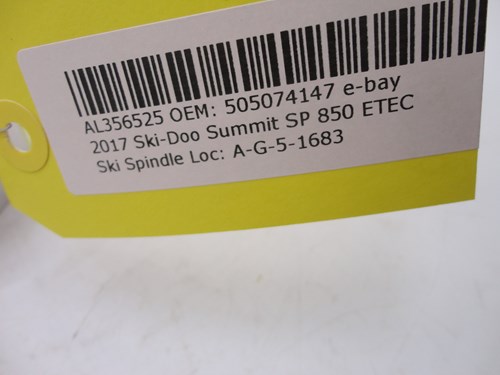 AL356525 OEM: 505074147 e-bay
2017 Ski-Doo Summit SP 850 ETEC
Ski Spindle Loc: A-G-5-1683